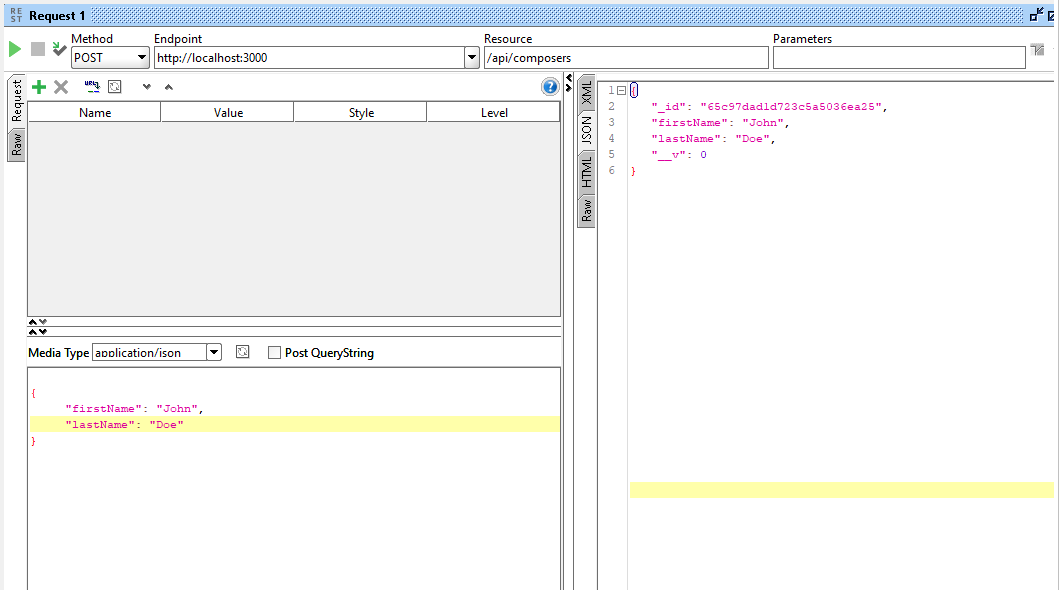 REST Request 1
Method Endpoint Resource Parameters
POST http://localhost:3000 /api/composers
Request
Raw
Name Value Style Level
Media Type application/json Post QueryString
{
"firstName": "John",
"lastName": "Doe"
}
XML
JSON
HTML
Raw
1 {
2 "_id": "65c97dad1d723c5a5036ea25",
3 "firstName": "John",
4 "lastName": "Doe",
5 "__v": 0
6 }